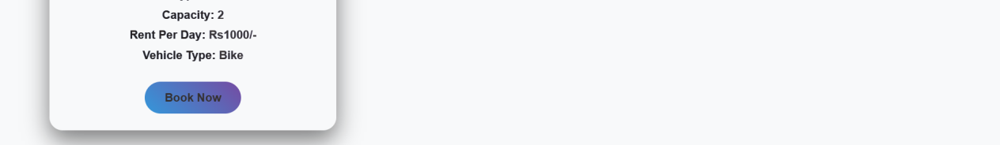 Capacity: 2
Rent Per Day: Rs1000/-
Vehicle Type: Bike
Book Now